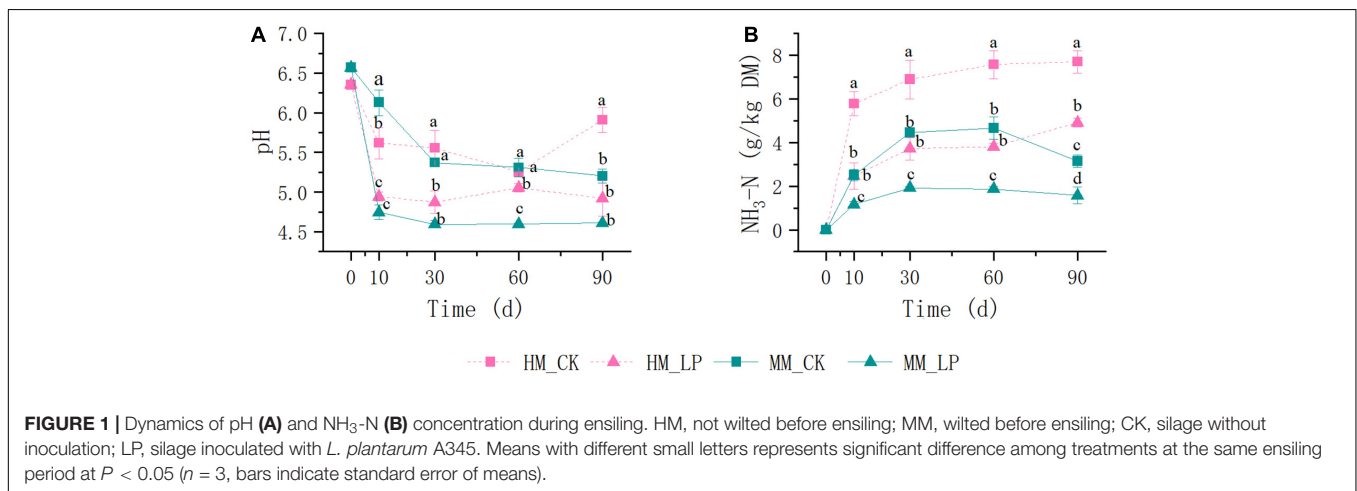 A
7.0
6.5
6.0
5.5
5.0
4.5
pH
a
b
c
c
a
a
b
b
a
a
b
c
a
b
b
b
0 10 30 60 90
Time (d)
B
8
6
4
2
0
NH3-N (g/kg DM)
a
b
b
c
a
b
b
c
a
b
b
c
a
b
c
d
0 10 30 60 90
Time (d)
HM_CK HM_LP MM_CK MM_LP
FIGURE 1 | Dynamics of pH (A) and NH3-N (B) concentration during ensiling. HM, not wilted before ensiling; MM, wilted before ensiling; CK, silage without
inoculation; LP, silage inoculated with L. plantarum A345. Means with different small letters represents significant difference among treatments at the same ensiling
period at P < 0.05 (n = 3, bars indicate standard error of means).